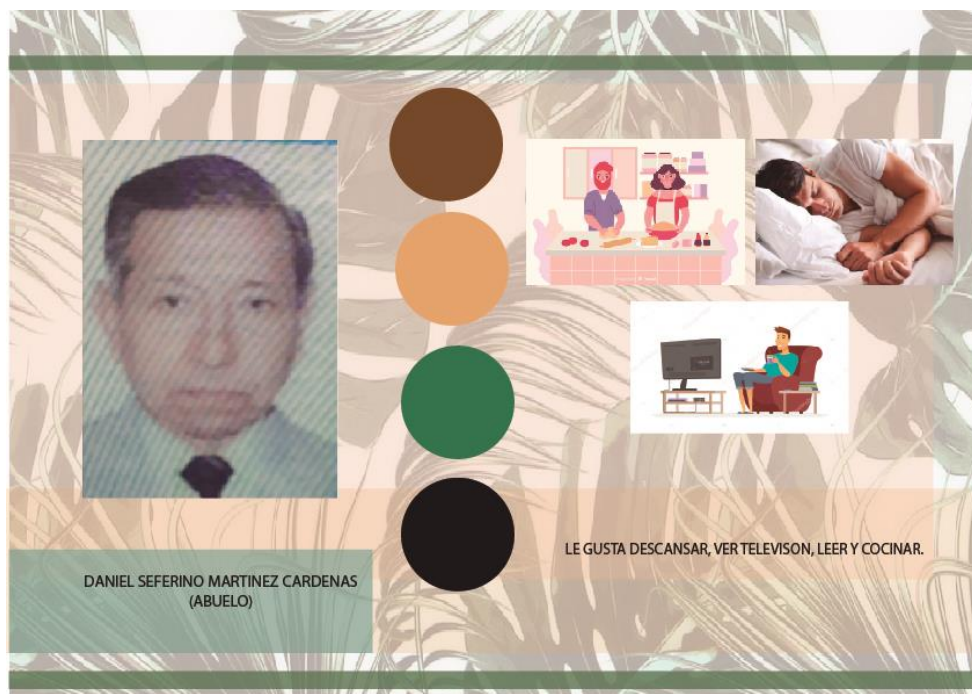 LE GUSTA DESCANSAR, VER TELEVISON, LEER Y COCINAR.
DANIEL SEFERINO MARTINEZ CARDENAS
(ABUELO)